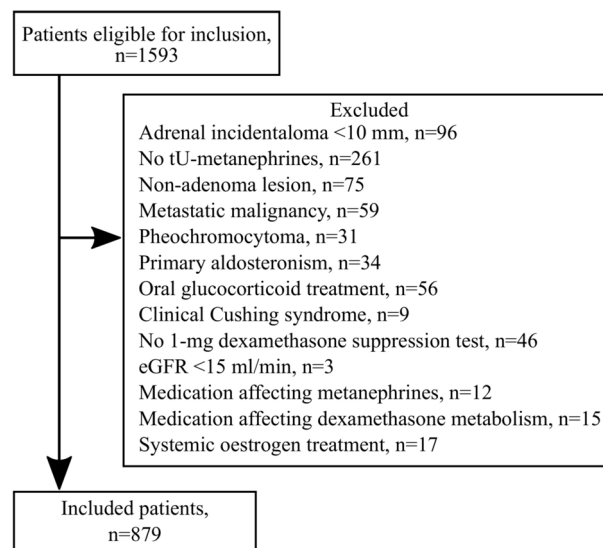 Patients eligible for inclusion,
n=1593
Excluded
Adrenal incidentaloma <10 mm, n=96
No tU-metanephrines, n=261
Non-adenoma lesion, n=75
Metastatic malignancy, n=59
Pheochromocytoma, n=31
Primary aldosteronism, n=34
Oral glucocorticoid treatment, n=56
Clinical Cushing syndrome, n=9
No 1-mg dexamethasone suppression test, n=46
eGFR <15 ml/min, n=3
Medication affecting metanephrines, n=12
Medication affecting dexamethasone metabolism, n=15
Systemic oestrogen treatment, n=17
Included patients,
n=879